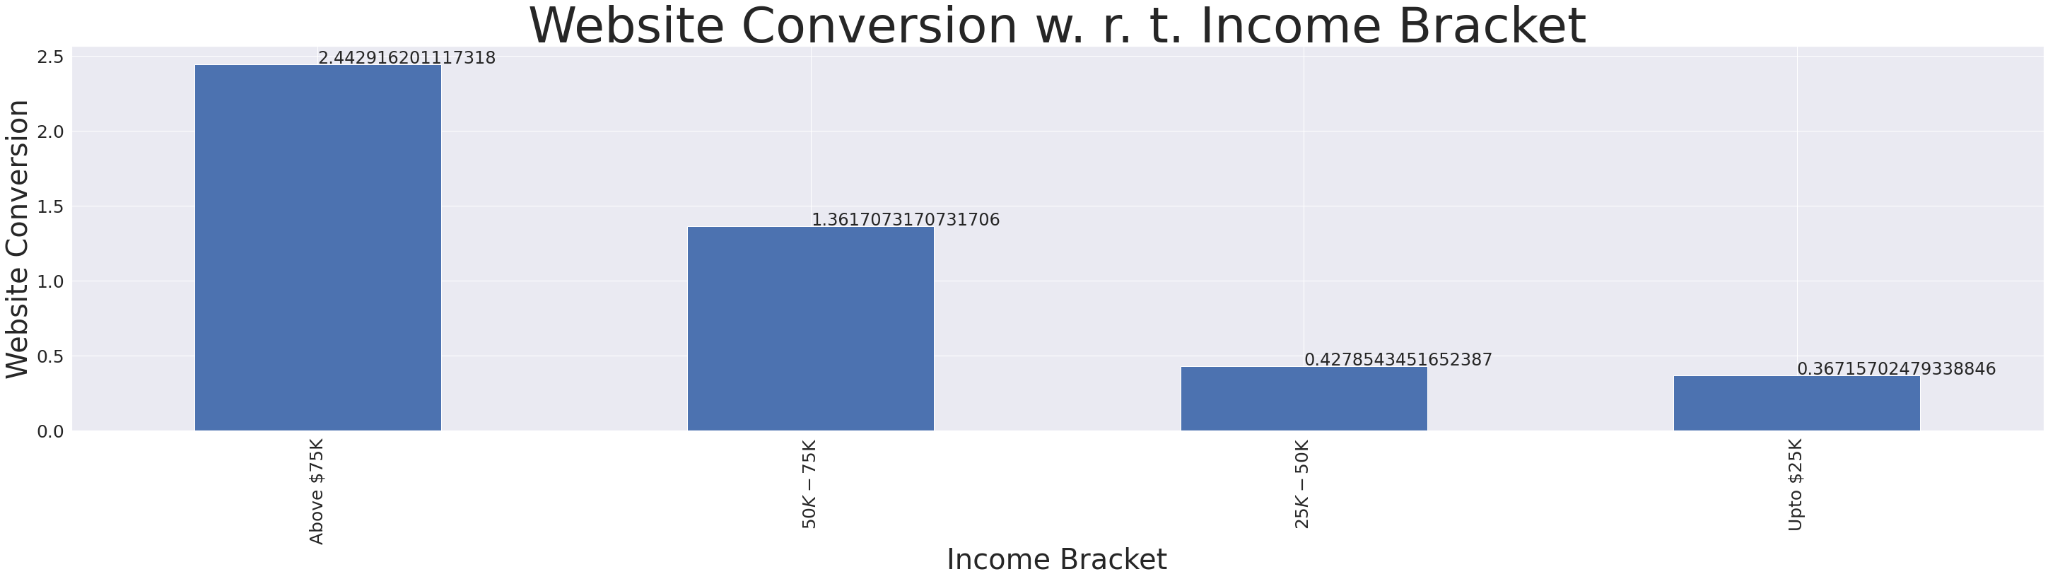 Website Conversion w. r. t. Income Bracket
Website Conversion
2.5
2.0
1.5
1.0
0.5
0.0
2.442916201117318
1.3617073170731706
0.4278543451652387
0.36715702479338846
Above $75K
50K − 75K
25K − 50K
Upto $25K
Income Bracket